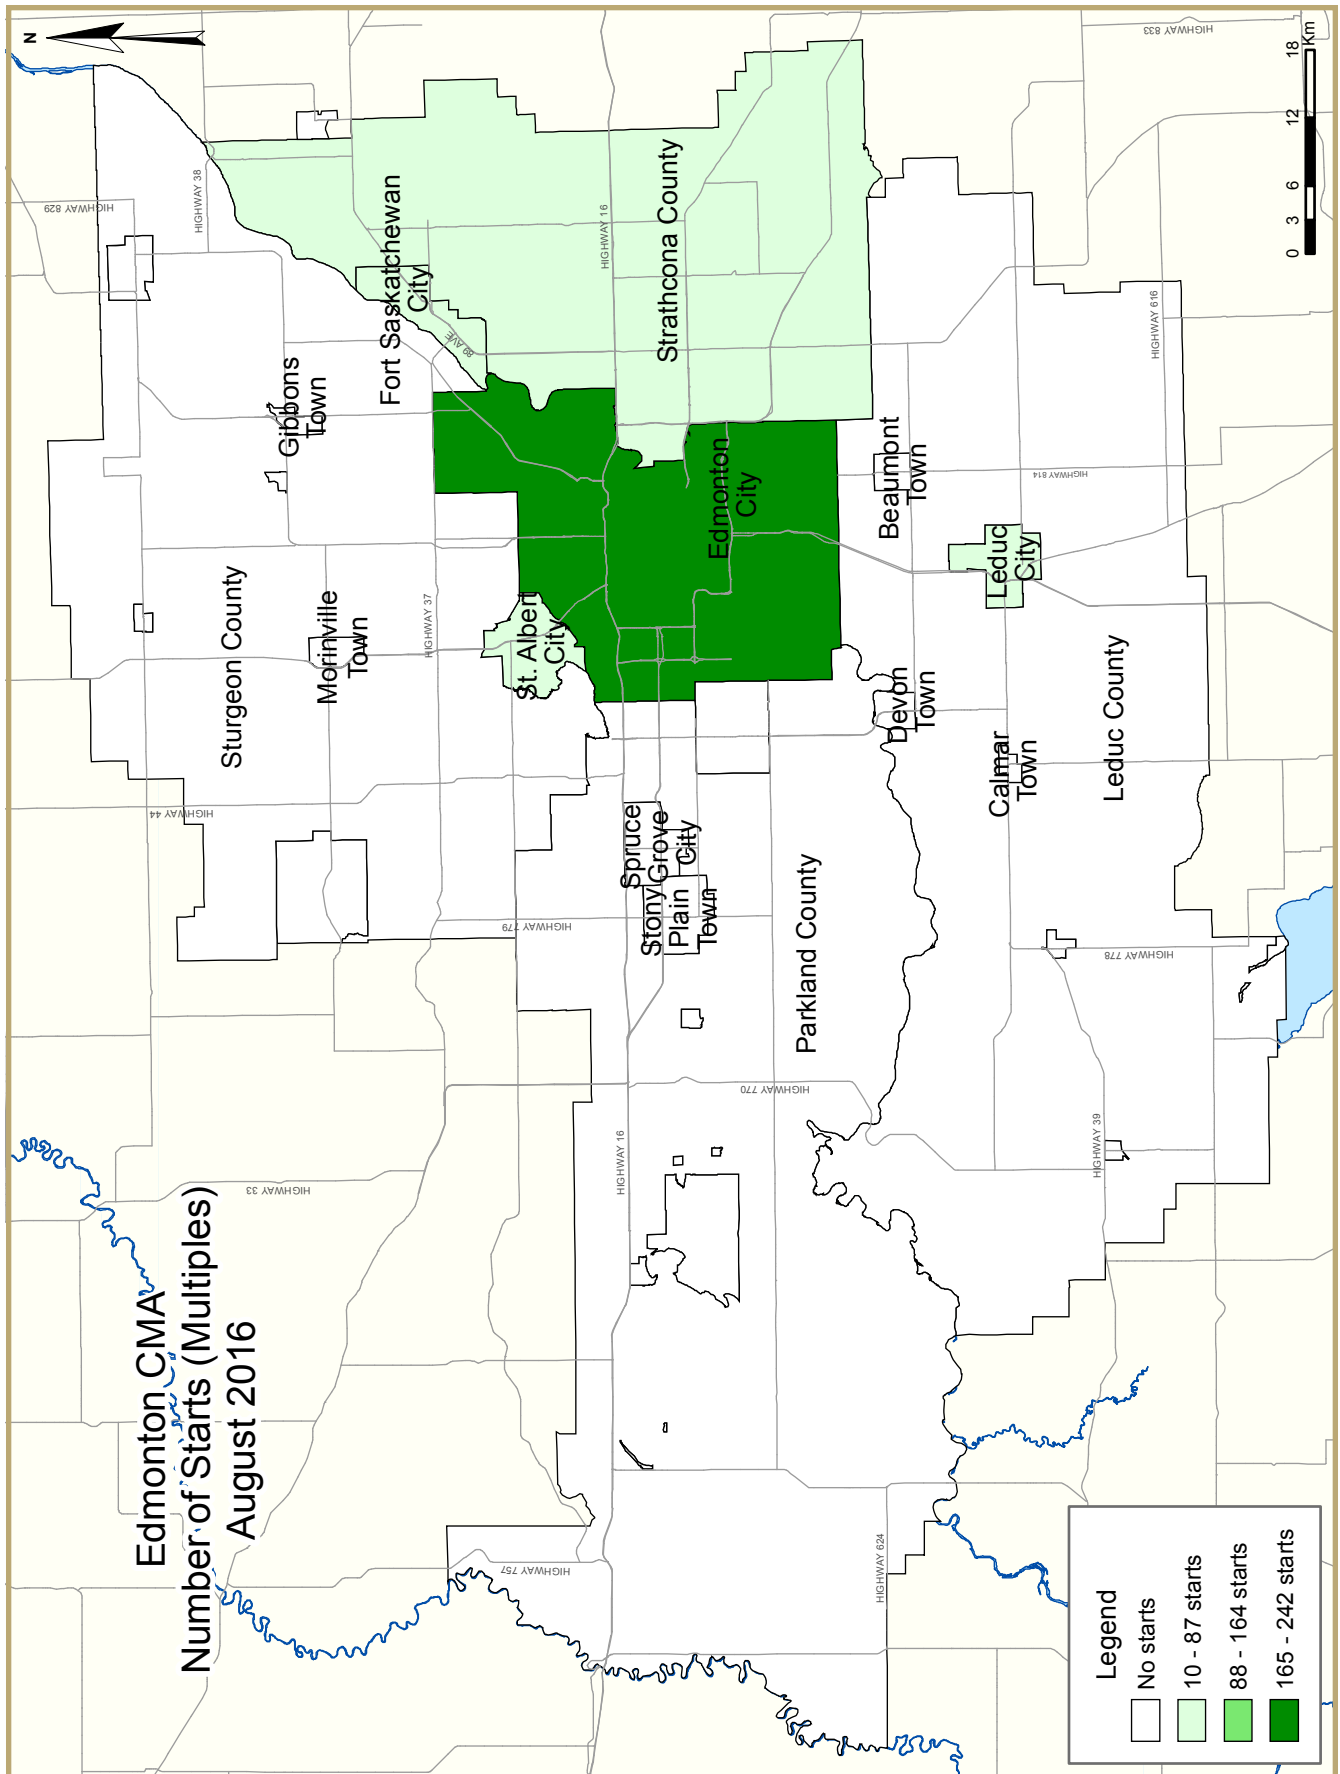 Edmonton CMA
Number of Starts (Multiples)
August 2016
N
HIGHWAY 829
HIGHWAY 38
HIGHWAY 833
Gibbons
Town
Fort Saskatchewan
City
Sturgeon County
Morinville
Town
HIGHWAY 37
HIGHWAY 44
89 AVE
HIGHWAY 16
St. Albert
City
HIGHWAY 779
HIGHWAY 33
Strathcona County
Edmonton
City
Spruce
Grove
City
Stony
Plain
Town
HIGHWAY 16
HIGHWAY 757
Parkland County
HIGHWAY 770
Beaumont
Town
Devon
Town
HIGHWAY 624
Leduc
City
Calmar
Town
HIGHWAY 814
Leduc County
HIGHWAY 616
HIGHWAY 778
HIGHWAY 39
Legend
No starts
10 - 87 starts
88 - 164 starts
165 - 242 starts
0 3 6 12 18
Km